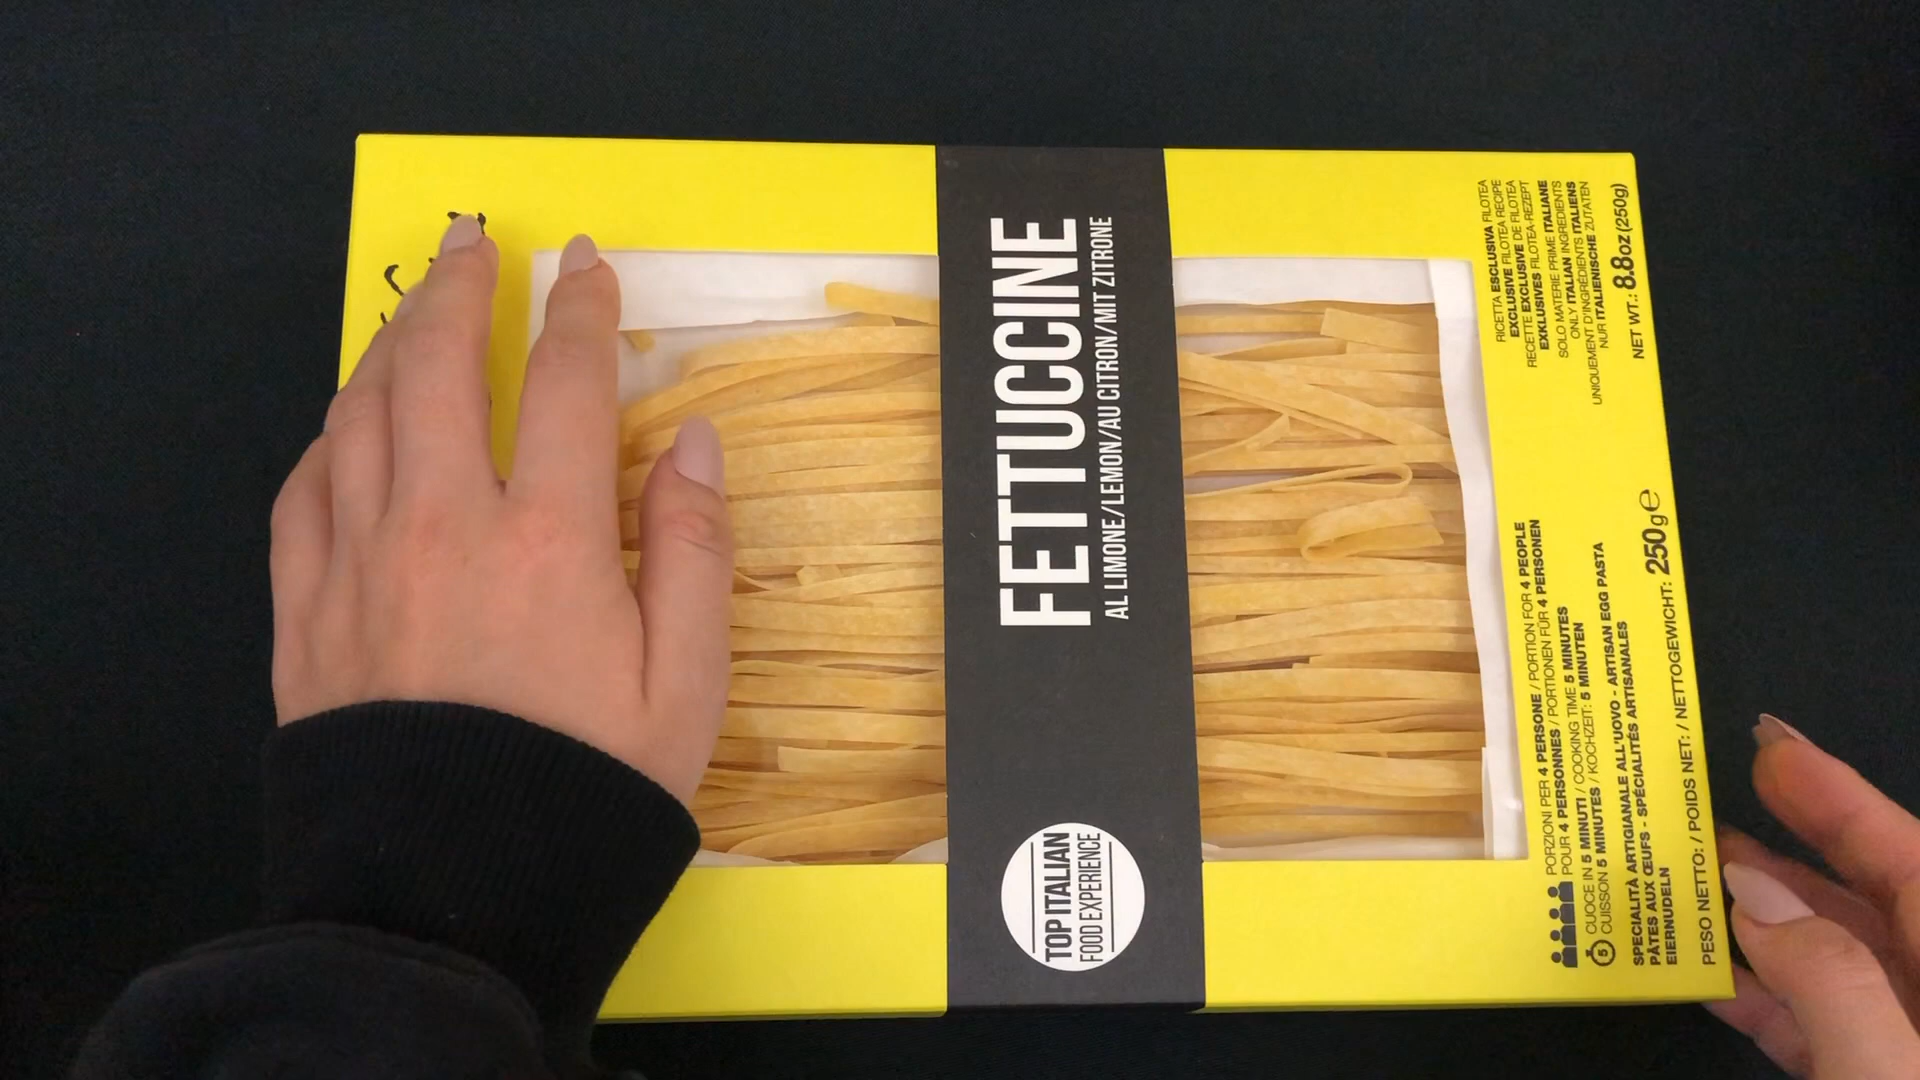 FETTUCCINE
AL LIMONE/LEMON/AU CITRON/MIT ZITRONE
TOP ITALIAN
FOOD EXPERIENCE
RICETTA ESCLUSIVA FILOTEA
EXCLUSIVE FILOTEA RECIPE
RECETTE EXCLUSIVE DE FILOTEA
EXKLUSIVES FILOTEA-REZEPT
SOLO MATERIE PRIME ITALIANE
ONLY ITALIAN INGREDIENTS
UNIQUEMENT D'INGRÉDIENTS ITALIENS
NUR ITALIENISCHE ZUTATEN
NET WT.: 8.8oz (250g)
PORZIONI PER 4 PERSONE / PORTION FOR 4 PEOPLE
POUR 4 PERSONNES / PORTIONEN FÜR 4 PERSONEN
5 CUOCE IN 5 MINUTI / COOKING TIME 5 MINUTES
CUISSON 5 MINUTES / KOCHZEIT: 5 MINUTEN
SPECIALITÀ ARTIGIANALE ALL'UOVO - ARTISAN EGG PASTA
PÂTES AUX ŒUFS - SPÉCIALITÉS ARTISANALES
EIERNUDELN
PESO NETTO: / POIDS NET: / NETTOGEWICHT: 250g℮